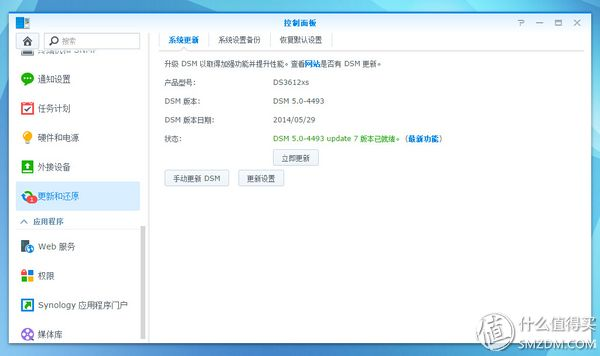 控制面板
搜索
系统更新 系统设置备份 恢复默认设置
终端机和 SNMP
升级 DSM 以取得加强功能并提升性能。查看网站是否有 DSM 更新。
通知设置
产品型号: DS3612xs
任务计划
DSM 版本: DSM 5.0-4493
DSM 版本日期: 2014/05/29
硬件和电源
状态: DSM 5.0-4493 update 7 版本已就绪。(最新功能)
外接设备
立即更新
手动更新 DSM 更新设置
1 更新和还原
应用程序
Web 服务
权限
Synology 应用程序门户
媒体库
值 什么值得买
SMZDM.COM